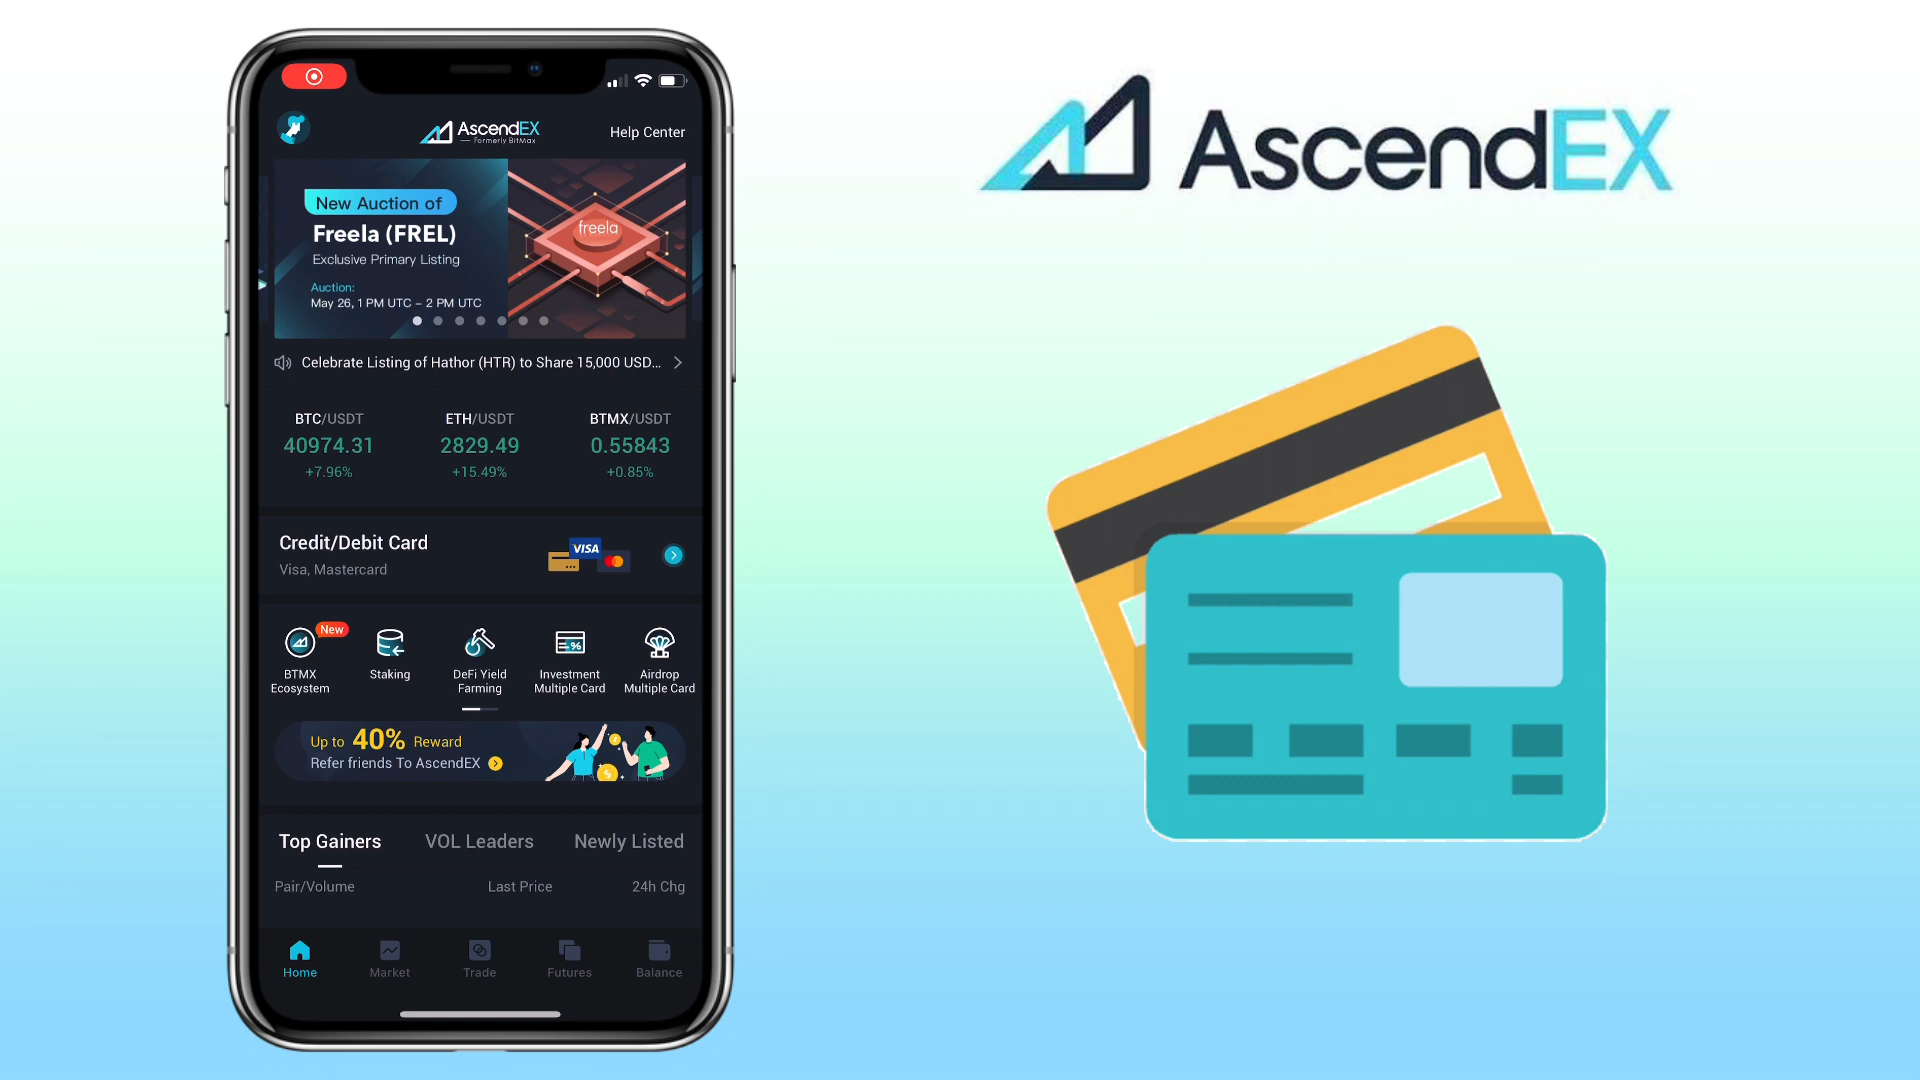 AscendEX
Formerly BitMax
Help Center
New Auction of
Freela (FREL)
Exclusive Primary Listing
Auction:
May 26, 1 PM UTC – 2 PM UTC
freela
Celebrate Listing of Hathor (HTR) to Share 15,000 USD...
BTC/USDT ETH/USDT BTMX/USDT
40974.31 2829.49 0.55843
+7.96% +15.49% +0.85%
Credit/Debit Card
Visa, Mastercard
VISA
New
BTMX Ecosystem
Staking
DeFi Yield Farming
Investment Multiple Card
Airdrop Multiple Card
Up to 40% Reward
Refer friends To AscendEX
Top Gainers VOL Leaders Newly Listed
Pair/Volume Last Price 24h Chg
Home Market Trade Futures Balance
AscendEX